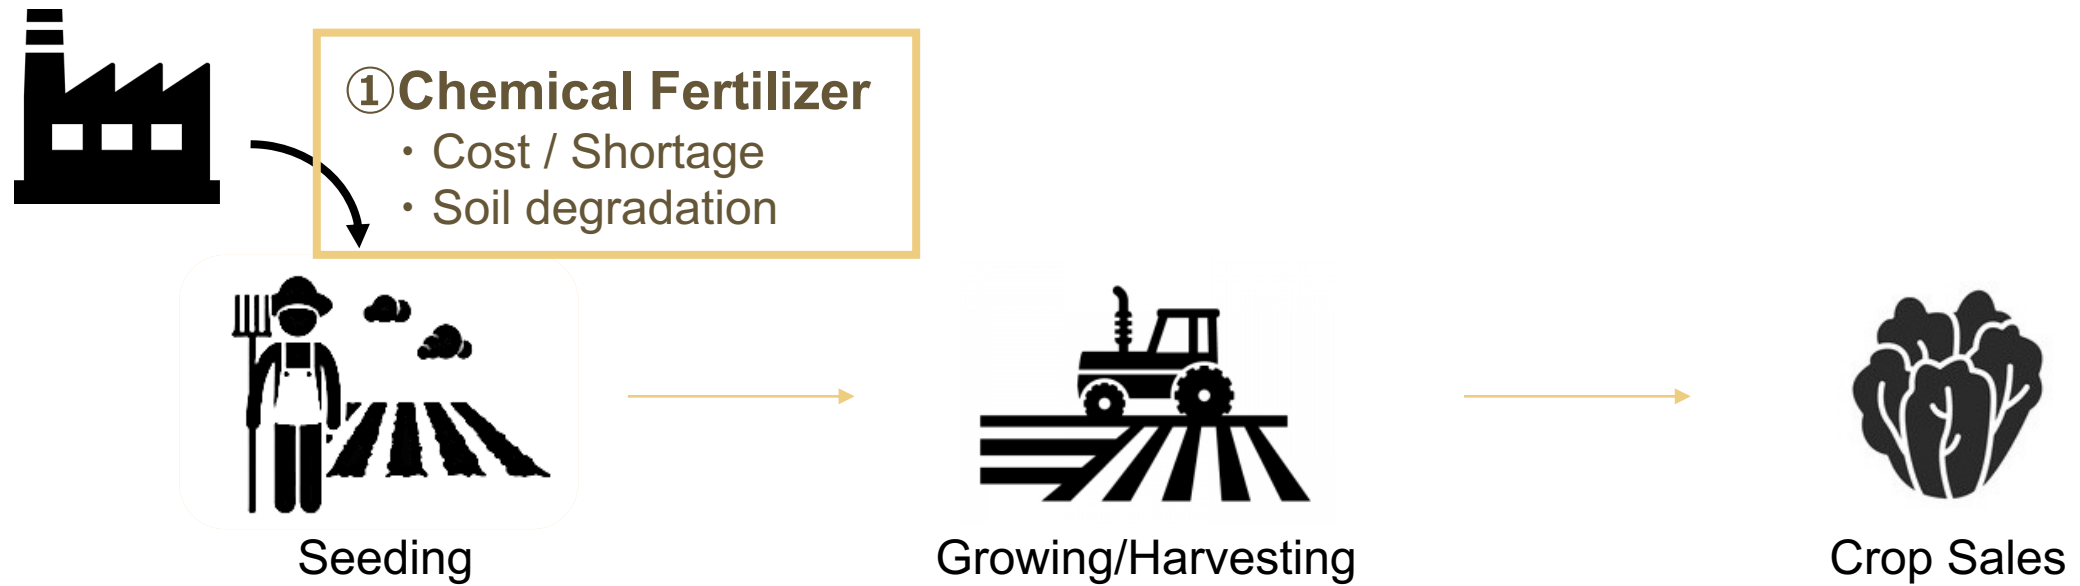 ①Chemical Fertilizer
・Cost / Shortage
・Soil degradation
Seeding
Growing/Harvesting
Crop Sales